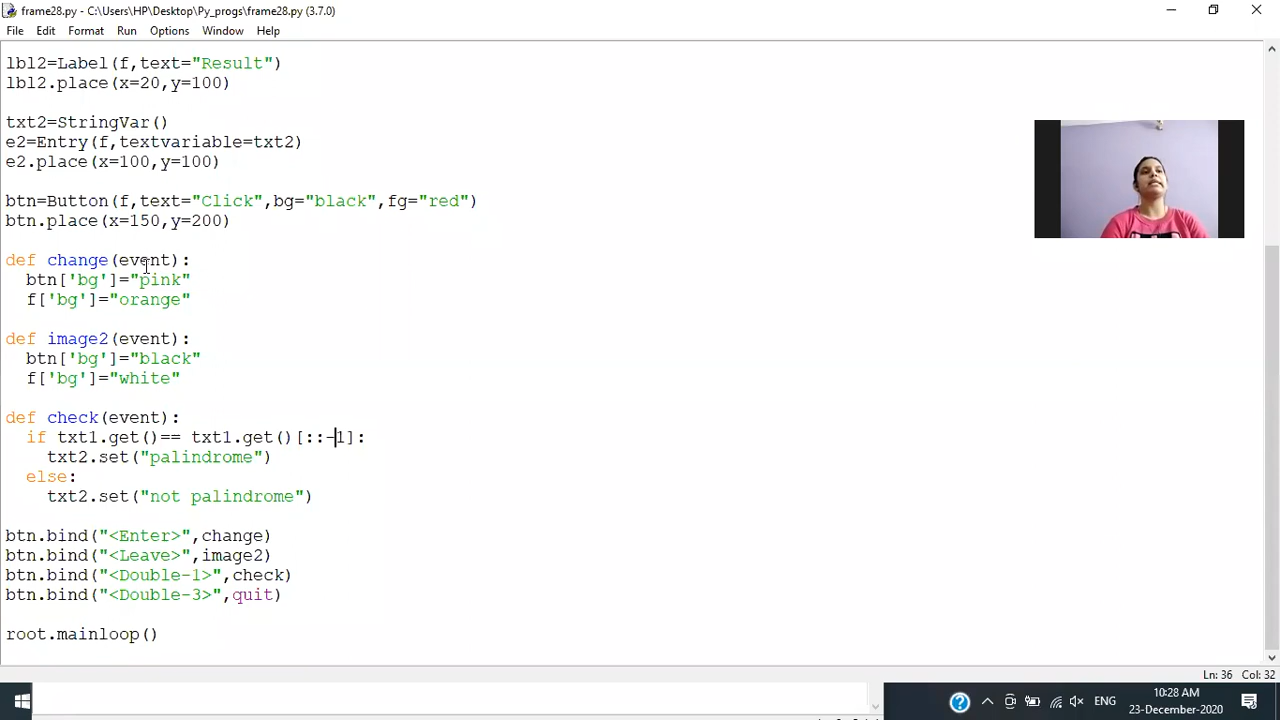 frame28.py - C:\Users\HP\Desktop\Py_progs\frame28.py (3.7.0)
File Edit Format Run Options Window Help
lbl2=Label(f,text="Result")
lbl2.place(x=20,y=100)
txt2=StringVar()
e2=Entry(f,textvariable=txt2)
e2.place(x=100,y=100)
btn=Button(f,text="Click",bg="black",fg="red")
btn.place(x=150,y=200)
def change(event):
  btn['bg']="pink"
  f['bg']="orange"
def image2(event):
  btn['bg']="black"
  f['bg']="white"
def check(event):
  if txt1.get()== txt1.get()[::-1]:
    txt2.set("palindrome")
  else:
    txt2.set("not palindrome")
btn.bind("<Enter>",change)
btn.bind("<Leave>",image2)
btn.bind("<Double-1>",check)
btn.bind("<Double-3>",quit)
root.mainloop()
Ln: 36 Col: 32
ENG
10:28 AM
23-December-2020